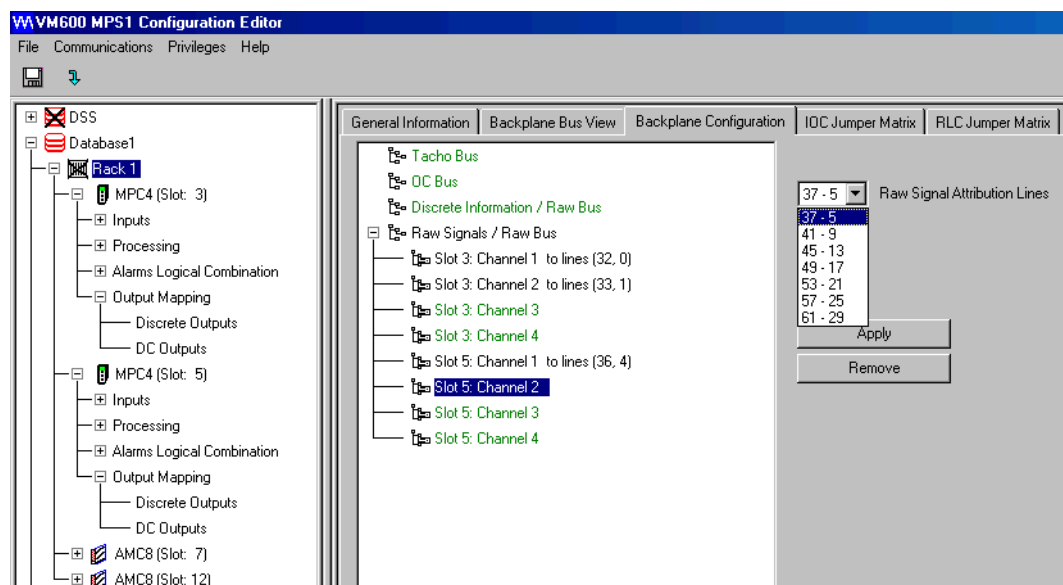 VM600 MPS1 Configuration Editor
File Communications Privileges Help
DSS
Database1
Rack 1
MPC4 (Slot: 3)
Inputs
Processing
Alarms Logical Combination
Output Mapping
Discrete Outputs
DC Outputs
MPC4 (Slot: 5)
Inputs
Processing
Alarms Logical Combination
Output Mapping
Discrete Outputs
DC Outputs
AMC8 (Slot: 7)
AMC8 (Slot: 12)
General Information Backplane Bus View Backplane Configuration IOC Jumper Matrix RLC Jumper Matrix
Tacho Bus
OC Bus
Discrete Information / Raw Bus
Raw Signals / Raw Bus
Slot 3: Channel 1 to lines (32, 0)
Slot 3: Channel 2 to lines (33, 1)
Slot 3: Channel 3
Slot 3: Channel 4
Slot 5: Channel 1 to lines (36, 4)
Slot 5: Channel 2
Slot 5: Channel 3
Slot 5: Channel 4
37 - 5 Raw Signal Attribution Lines
37 - 5
41 - 9
45 - 13
49 - 17
53 - 21
57 - 25
61 - 29
Apply
Remove